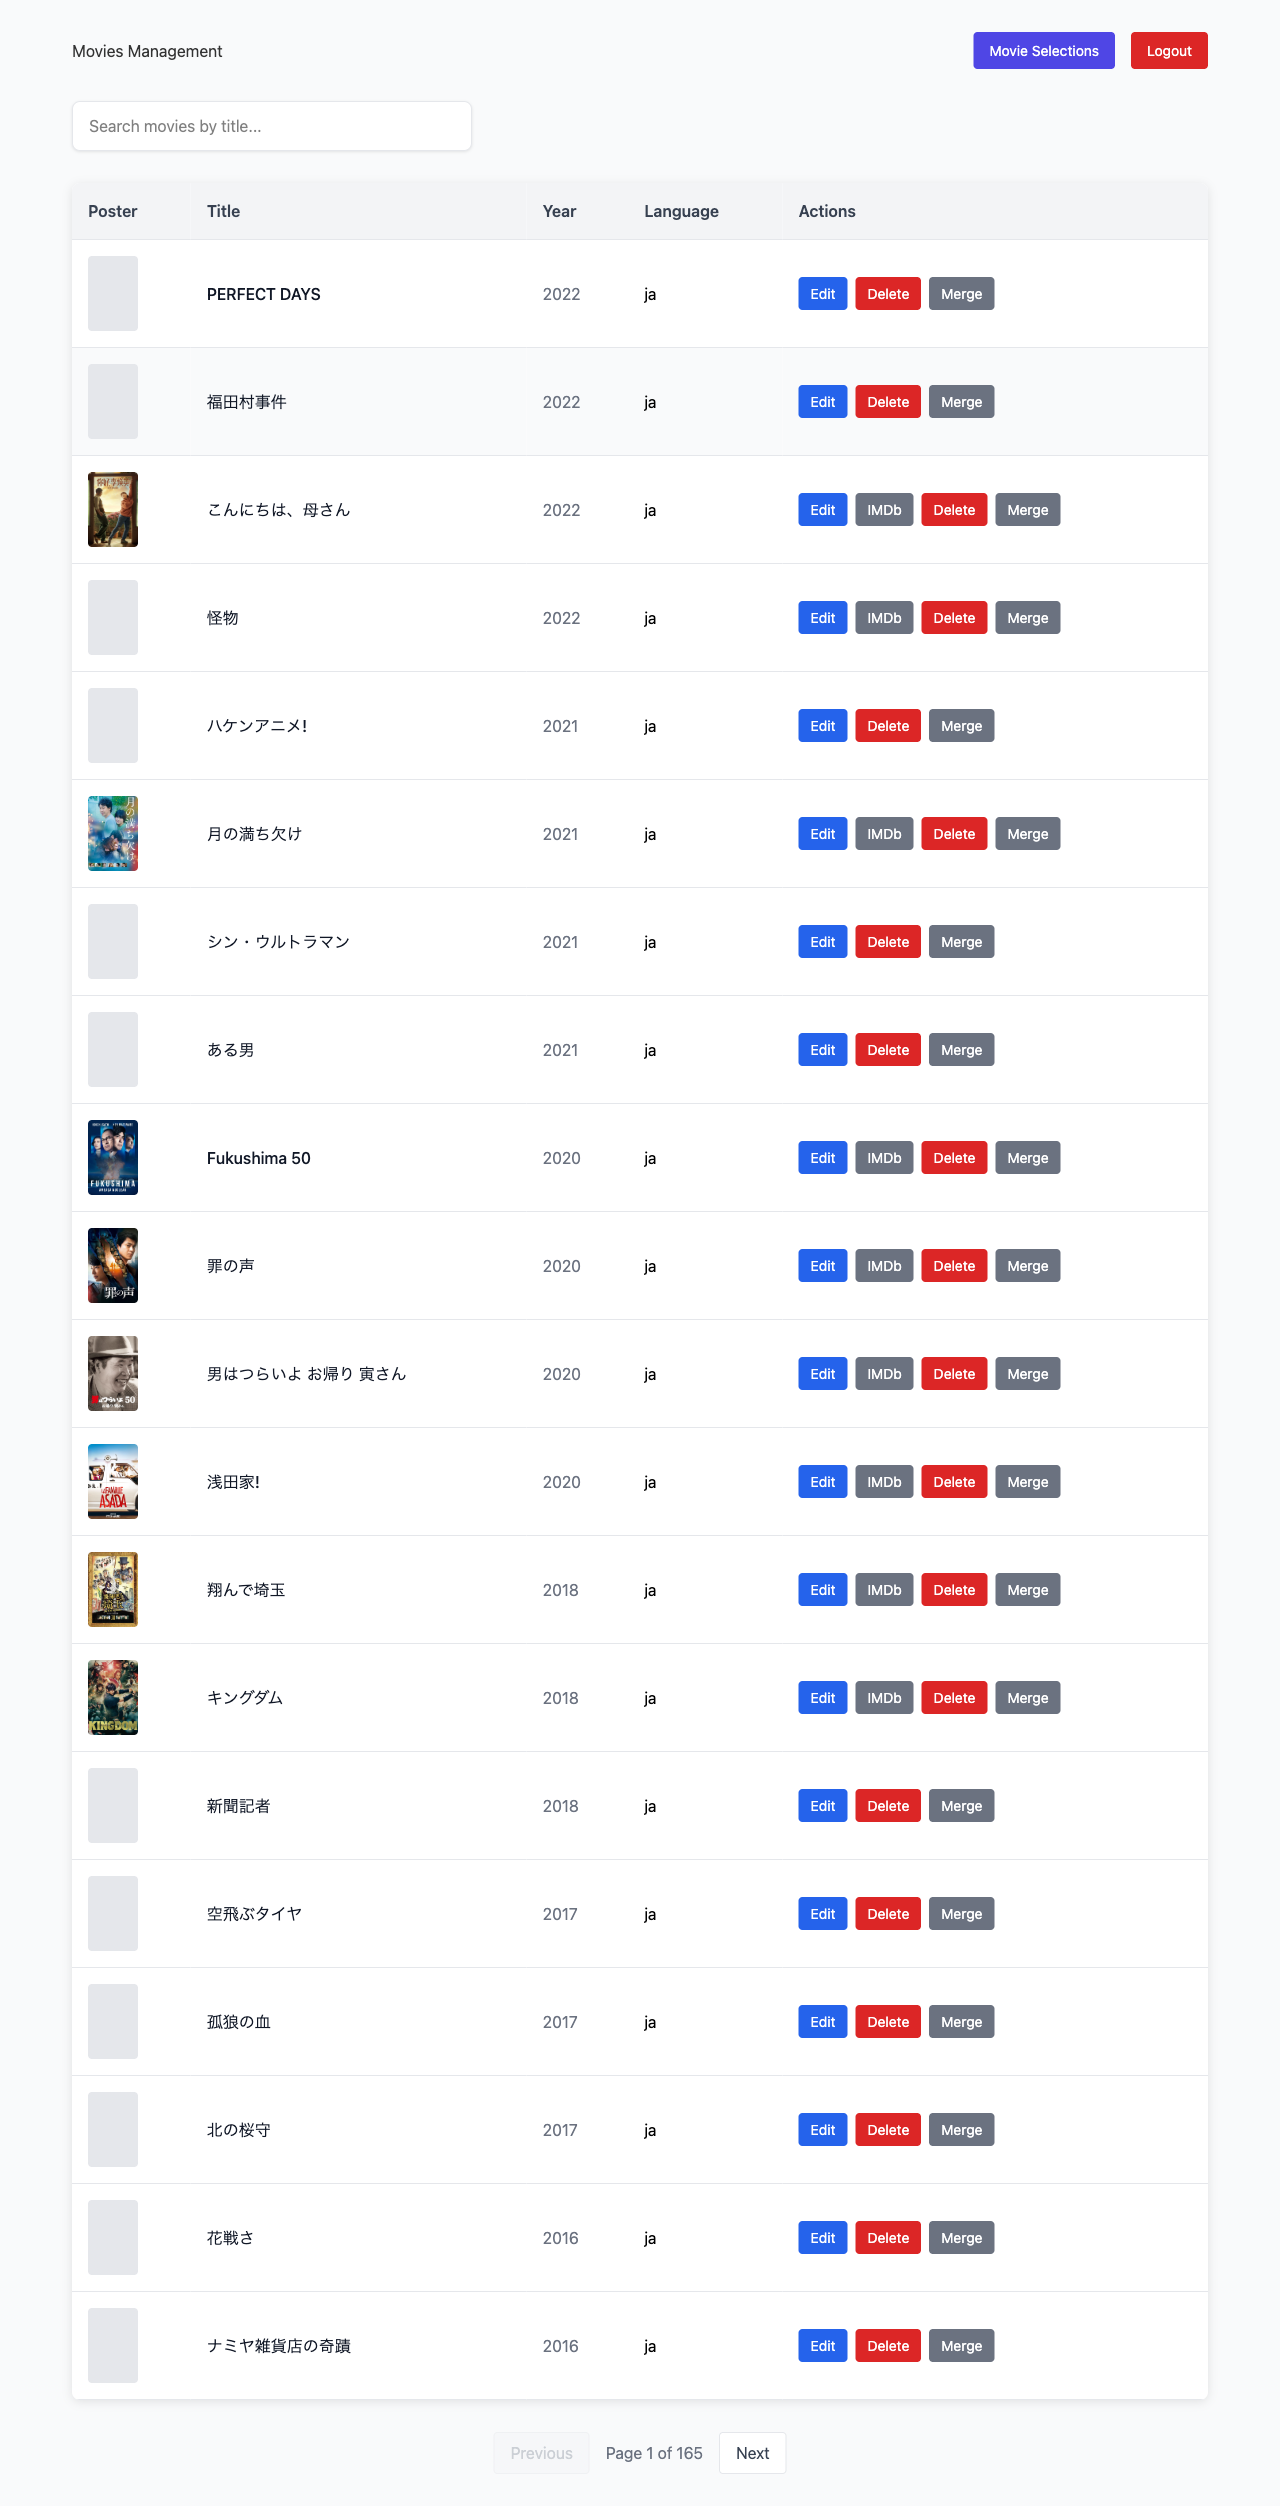 Movies Management
Movie Selections
Logout
Search movies by title...
Poster Title Year Language Actions
PERFECT DAYS 2022 ja Edit Delete Merge
福田村事件 2022 ja Edit Delete Merge
こんにちは、母さん 2022 ja Edit IMDb Delete Merge
怪物 2022 ja Edit IMDb Delete Merge
ハケンアニメ! 2021 ja Edit Delete Merge
月の満ち欠け 2021 ja Edit IMDb Delete Merge
シン・ウルトラマン 2021 ja Edit Delete Merge
ある男 2021 ja Edit Delete Merge
FUKUSHIMA
Fukushima 50 2020 ja Edit IMDb Delete Merge
罪の声
罪の声 2020 ja Edit IMDb Delete Merge
男はつらいよ お帰り 寅さん 2020 ja Edit IMDb Delete Merge
ASADA
浅田家! 2020 ja Edit IMDb Delete Merge
翔んで埼玉 2018 ja Edit IMDb Delete Merge
KINGDOM
キングダム 2018 ja Edit IMDb Delete Merge
新聞記者 2018 ja Edit Delete Merge
空飛ぶタイヤ 2017 ja Edit Delete Merge
孤狼の血 2017 ja Edit Delete Merge
北の桜守 2017 ja Edit Delete Merge
花戦さ 2016 ja Edit Delete Merge
ナミヤ雑貨店の奇蹟 2016 ja Edit Delete Merge
Previous Page 1 of 165 Next